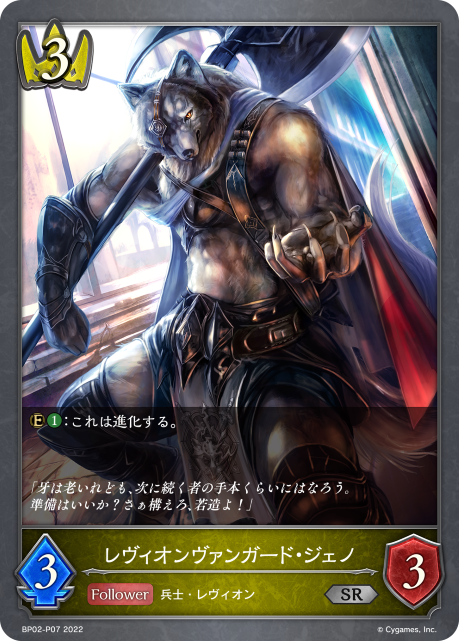 3
E 1：これは進化する。
「牙は老いれども、次に続く者の手本くらいにはなろう。
準備はいいか？さぁ構えろ、若造よ！」
レヴィオンヴァンガード・ジェノ
3
Follower 兵士・レヴィオン
SR
3
BP02-P07 2022
© Cygames, Inc.